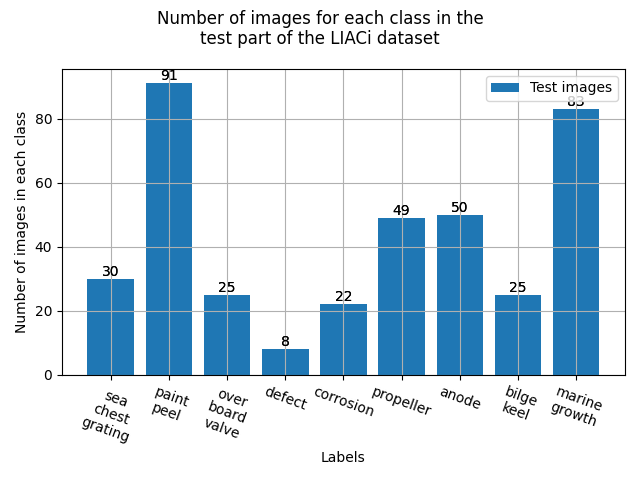 Number of images for each class in the
test part of the LIACi dataset
Test images
Number of images in each class
80
60
40
20
0
30
91
25
8
22
49
50
25
83
sea
chest
grating
paint
peel
over
board
valve
defect
corrosion
propeller
anode
bilge
keel
marine
growth
Labels